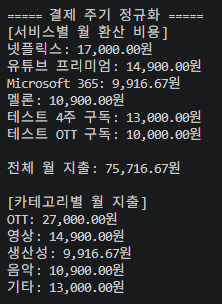 ===== 결제 주기 정규화 =====
[서비스별 월 환산 비용]
넷플릭스: 17,000.00원
유튜브 프리미엄: 14,900.00원
Microsoft 365: 9,916.67원
멜론: 10,900.00원
테스트 4주 구독: 13,000.00원
테스트 OTT 구독: 10,000.00원
전체 월 지출: 75,716.67원
[카테고리별 월 지출]
OTT: 27,000.00원
영상: 14,900.00원
생산성: 9,916.67원
음악: 10,900.00원
기타: 13,000.00원